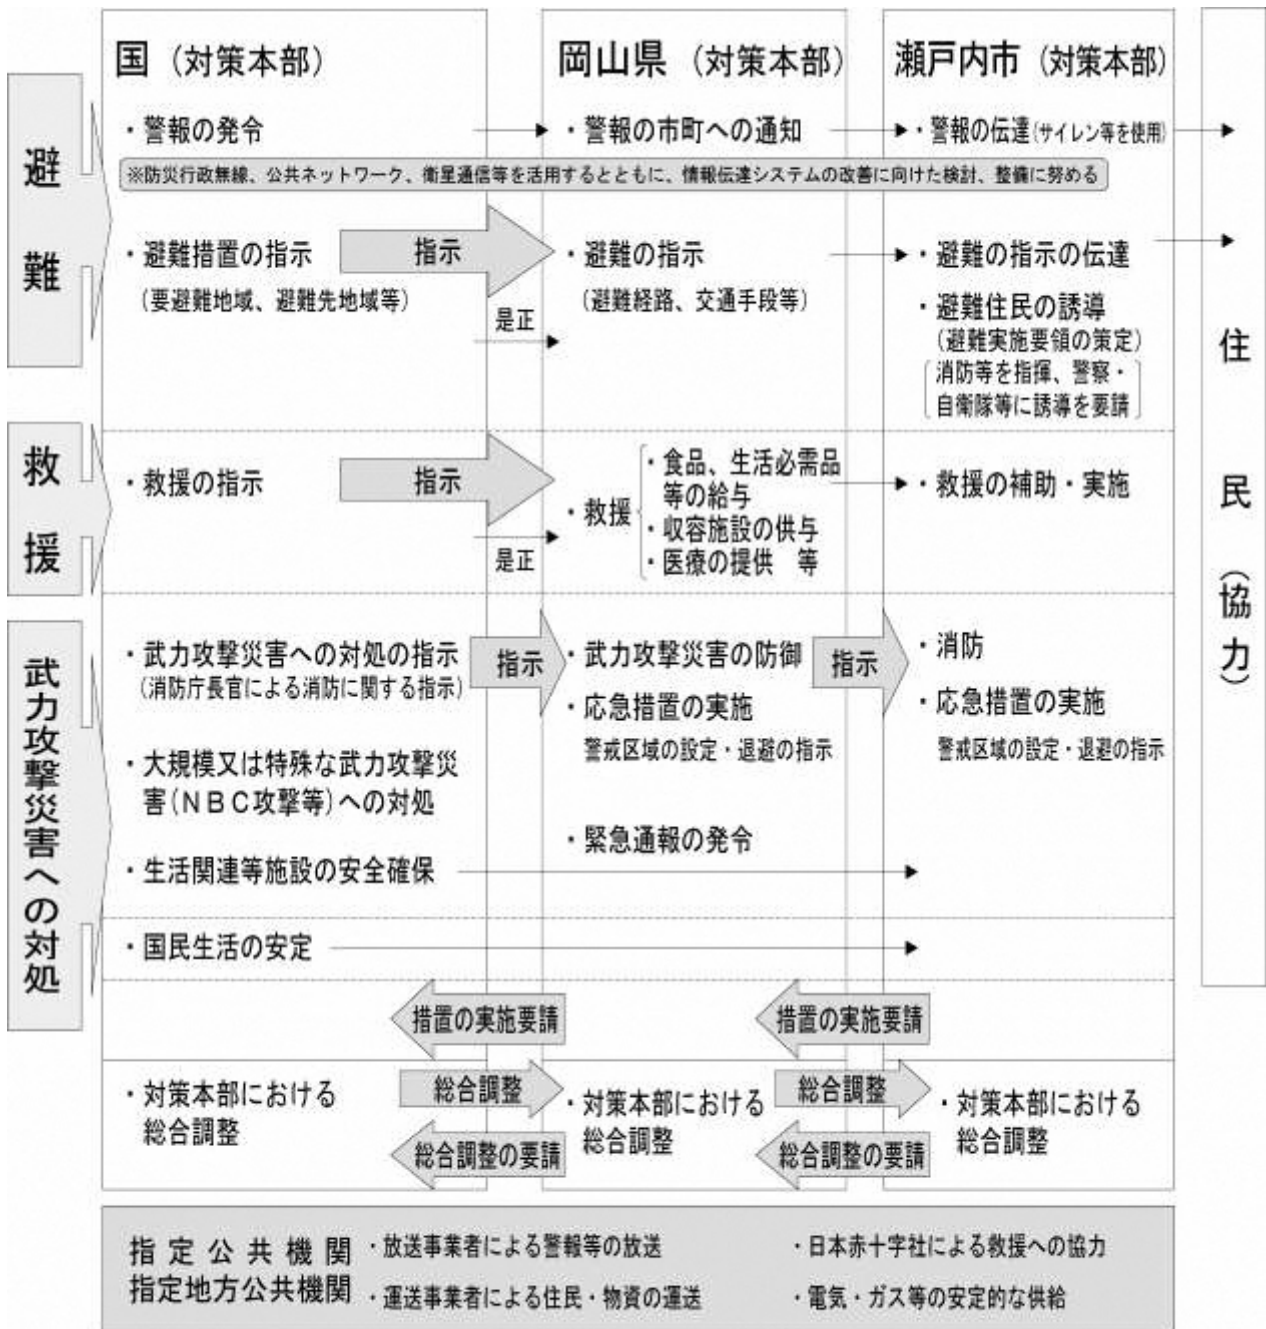 国（対策本部）
岡山県（対策本部）
瀬戸内市（対策本部）
避難
・警報の発令
・警報の市町への通知
・警報の伝達(サイレン等を使用)
※防災行政無線、公共ネットワーク、衛星通信等を活用するとともに、情報伝達システムの改善に向けた検討、整備に努める
・避難措置の指示
（要避難地域、避難先地域等）
指示
是正
・避難の指示
（避難経路、交通手段等）
・避難の指示の伝達
・避難住民の誘導
（避難実施要領の策定）
消防等を指揮、警察・
自衛隊等に誘導を要請
住民（協力）
救援
・救援の指示
指示
是正
・救援
・食品、生活必需品
等の給与
・収容施設の供与
・医療の提供　等
・救援の補助・実施
武力攻撃災害への対処
・武力攻撃災害への対処の指示
（消防庁長官による消防に関する指示）
指示
・武力攻撃災害の防御
指示
・消防
・応急措置の実施
警戒区域の設定・退避の指示
・応急措置の実施
警戒区域の設定・退避の指示
・大規模又は特殊な武力攻撃災
害(ＮＢＣ攻撃等)への対処
・緊急通報の発令
・生活関連等施設の安全確保
・国民生活の安定
措置の実施要請
措置の実施要請
・対策本部における
総合調整
総合調整
総合調整の要請
・対策本部における
総合調整
総合調整
総合調整の要請
・対策本部における
総合調整
指定公共機関
指定地方公共機関
・放送事業者による警報等の放送
・日本赤十字社による救援への協力
・運送事業者による住民・物資の運送
・電気・ガス等の安定的な供給